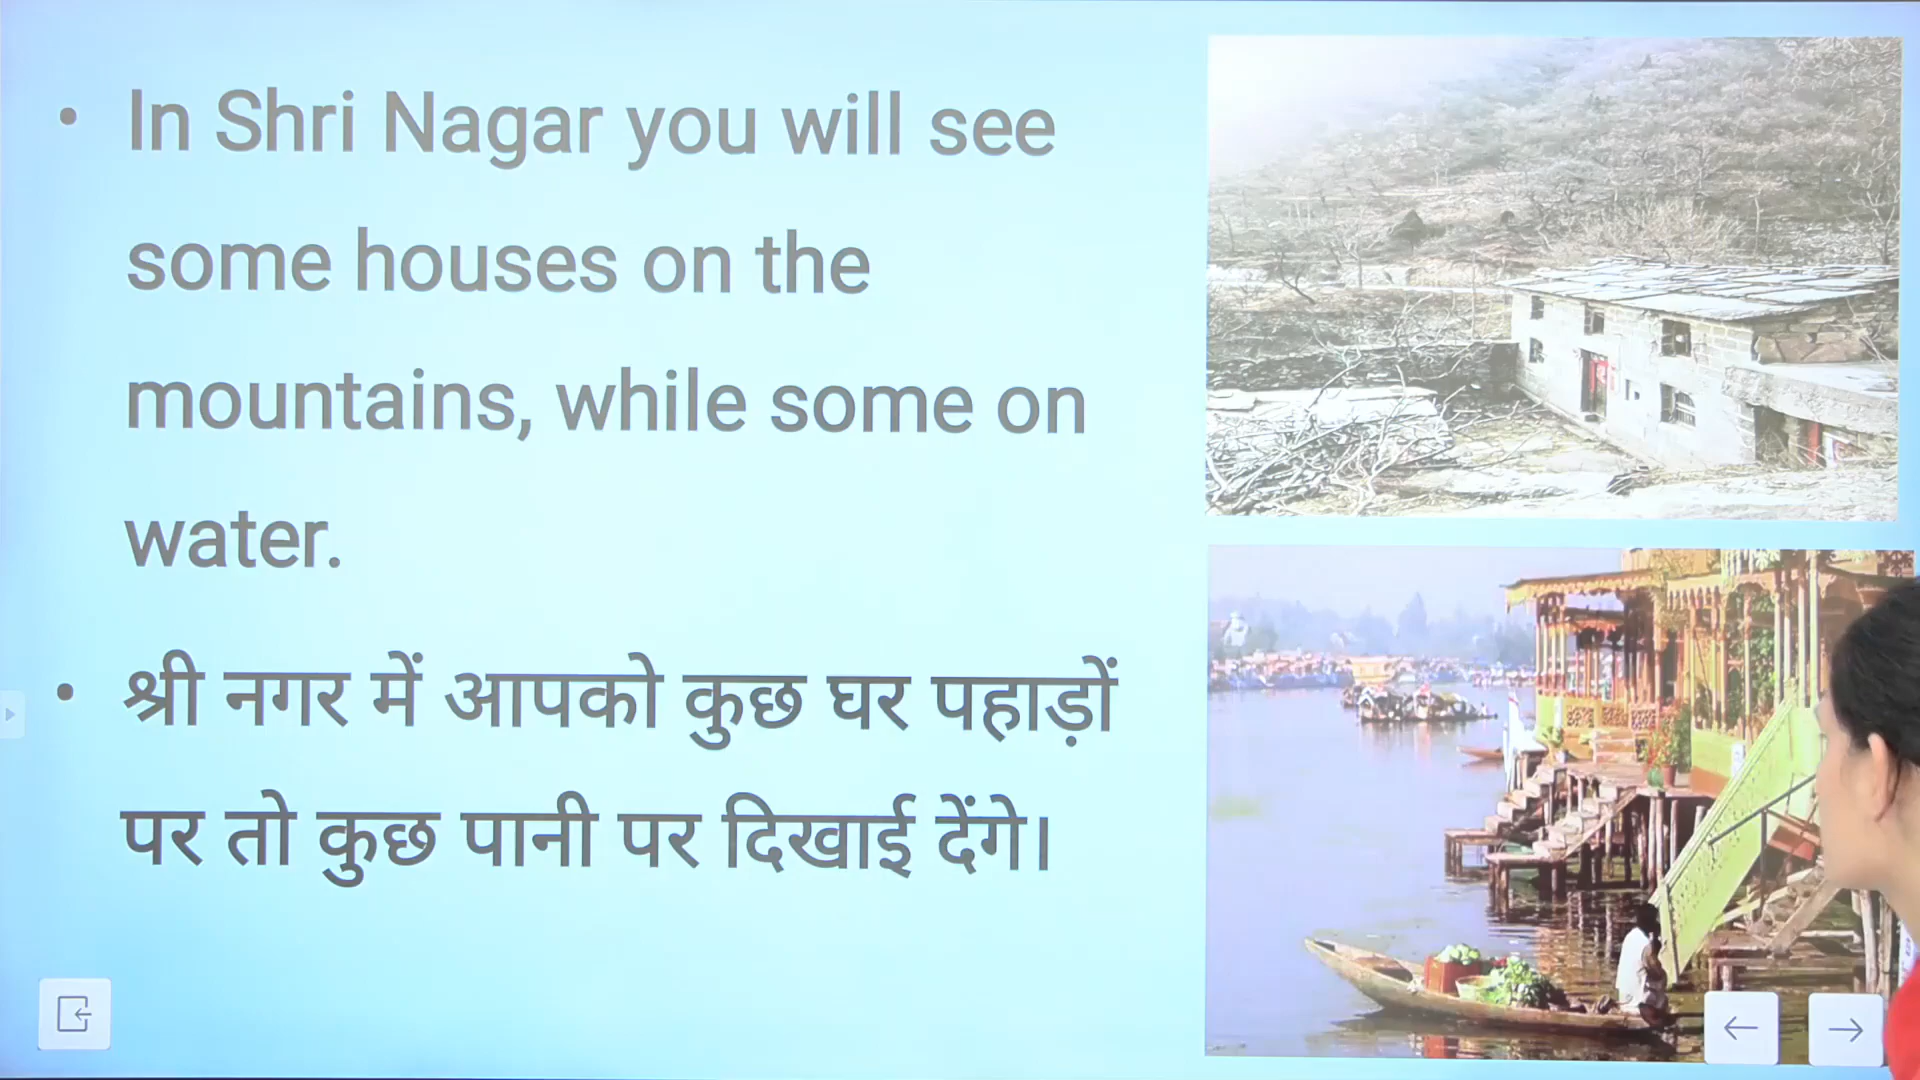 • In Shri Nagar you will see
some houses on the
mountains, while some on
water.
• श्री नगर में आपको कुछ घर पहाड़ों
पर तो कुछ पानी पर दिखाई देंगे।